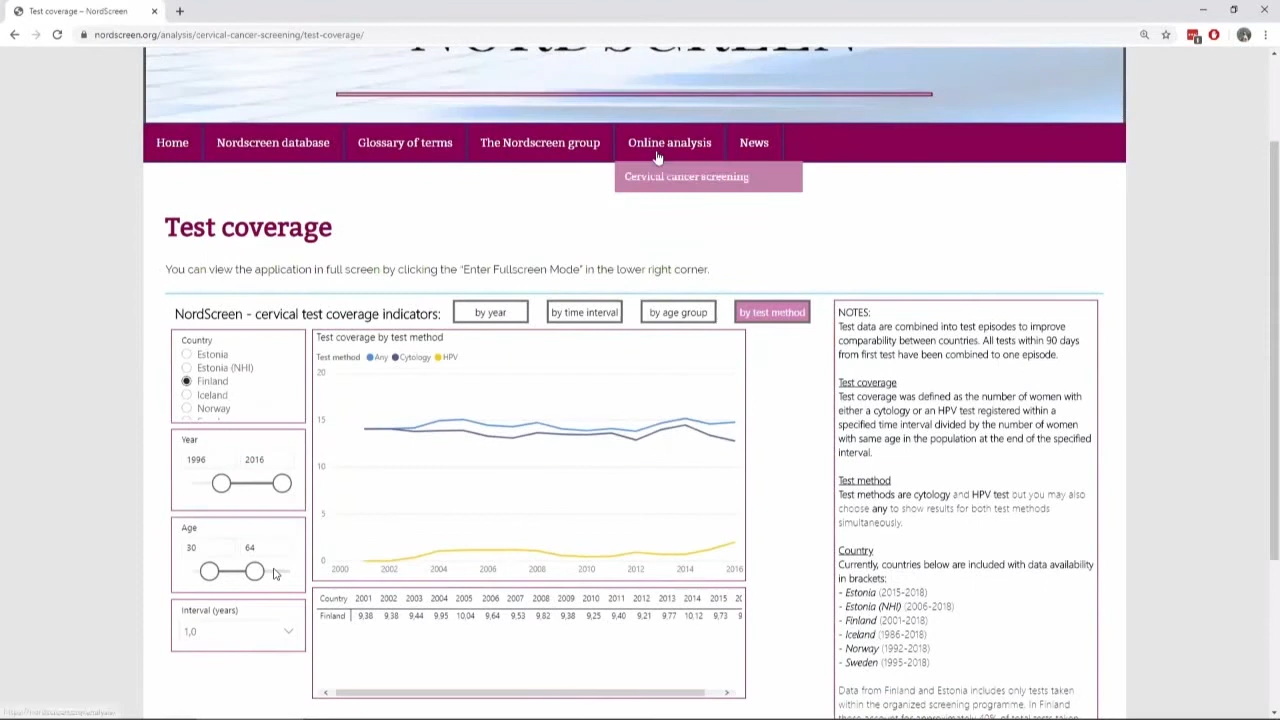 Test coverage – NordScreen
nordscreen.org/analysis/cervical-cancer-screening/test-coverage/
NORDSCREEN
Home
Nordscreen database
Glossary of terms
The Nordscreen group
Online analysis
News
Cervical cancer screening
Test coverage
You can view the application in full screen by clicking the "Enter Fullscreen Mode" in the lower right corner.
NordScreen - cervical test coverage indicators:
by year
by time interval
by age group
by test method
Country
Estonia
Estonia (NHI)
Finland
Iceland
Norway
Year
1996 2016
Age
30 64
Interval (years)
1,0
Test coverage by test method
Test method Any Cytology HPV
20
15
10
5
0
2000 2002 2004 2006 2008 2010 2012 2014 2016
Country 2001 2002 2003 2004 2005 2006 2007 2008 2009 2010 2011 2012 2013 2014 2015
Finland 9,38 9,38 9,44 9,95 10,04 9,64 9,53 9,82 9,38 9,25 9,40 9,21 9,77 10,12 9,73
NOTES:
Test data are combined into test episodes to improve
comparability between countries. All tests within 90 days
from first test have been combined to one episode.
Test coverage
Test coverage was defined as the number of women with
either a cytology or an HPV test registered within a
specified time interval divided by the number of women
with same age in the population at the end of the specified
interval.
Test method
Test methods are cytology and HPV test but you may also
choose any to show results for both test methods
simultaneously.
Country
Currently, countries below are included with data availability
in brackets:
- Estonia (2015-2018)
- Estonia (NHI) (2006-2018)
- Finland (2001-2018)
- Iceland (1986-2018)
- Norway (1992-2018)
- Sweden (1995-2018)
Data from Finland and Estonia includes only tests taken
within the organized screening programme. In Finland
these account for approximately 40% of total tests taken